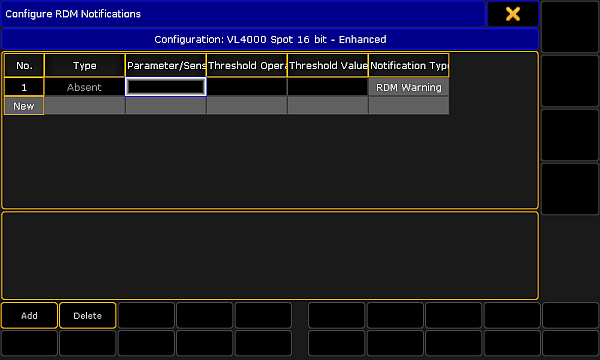 Configure RDM Notifications
Configuration: VL4000 Spot 16 bit - Enhanced
No. Type Parameter/Sens Threshold Opera Threshold Value Notification Typ
1 Absent RDM Warning
New
Add Delete